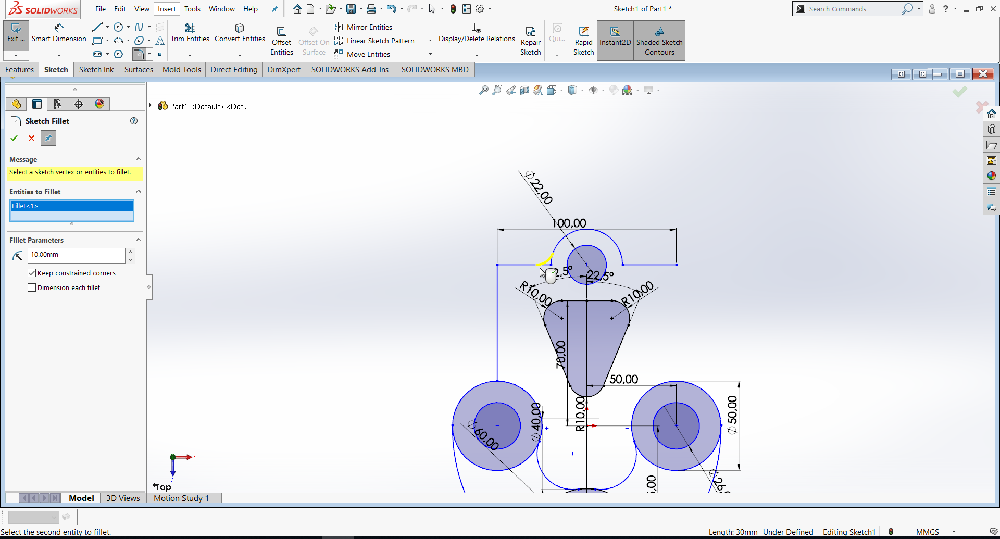 SOLIDWORKS
File Edit View Insert Tools Window Help
Sketch1 of Part1 *
Search Commands
?
Exit ...
Smart Dimension
Trim Entities
Convert Entities
Offset Entities
Offset On Surface
Mirror Entities
Linear Sketch Pattern
Move Entities
Display/Delete Relations
Repair Sketch
Qui...
Rapid Sketch
Instant2D
Shaded Sketch Contours
Features Sketch Sketch Ink Surfaces Mold Tools Direct Editing DimXpert SOLIDWORKS Add-Ins SOLIDWORKS MBD
Part1 (Default<<Def...
Sketch Fillet
Message
Select a sketch vertex or entities to fillet.
Entities to Fillet
Fillet<1>
Fillet Parameters
10.00mm
Keep constrained corners
Dimension each fillet
∅ 22,00
100,00
2,5°
22,5°
R10,00
R10,00
70,00
50,00
R10,00
∅ 40,00
∅ 60,00
∅ 50,00
∅ 26,
,00
X
Z
*Top
Model 3D Views Motion Study 1
Select the second entity to fillet.
Length: 30mm Under Defined Editing Sketch1 MMGS